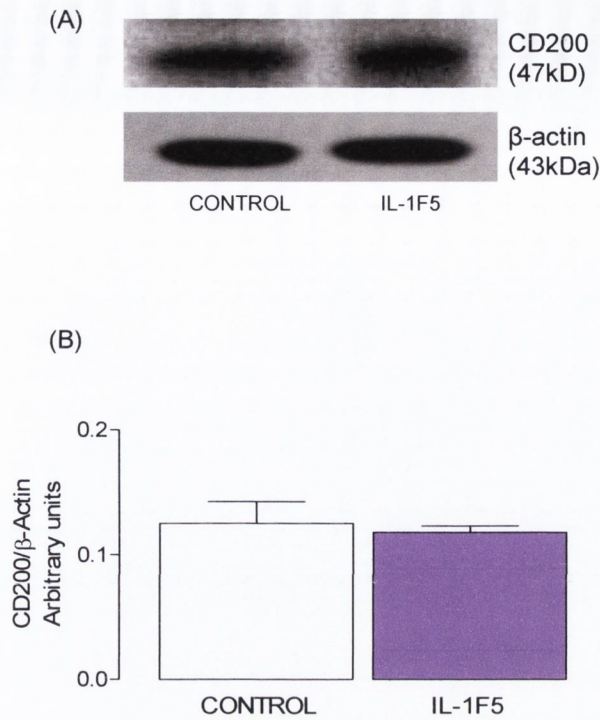 (A)
CD200
(47kD)
β-actin
(43kDa)
CONTROL IL-1F5
(B)
CD200/β-Actin
Arbitrary units
0.2
0.1
0.0
CONTROL IL-1F5